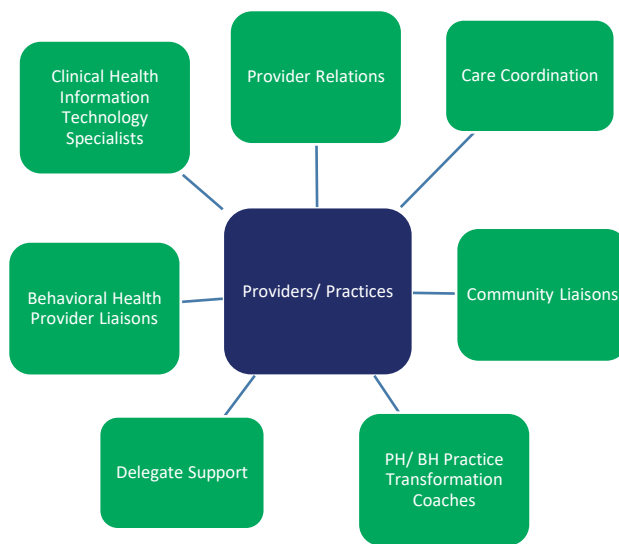 Clinical Health
Information
Technology
Specialists
Provider Relations
Care Coordination
Behavioral Health
Provider Liaisons
Providers/ Practices
Community Liaisons
Delegate Support
PH/ BH Practice
Transformation
Coaches